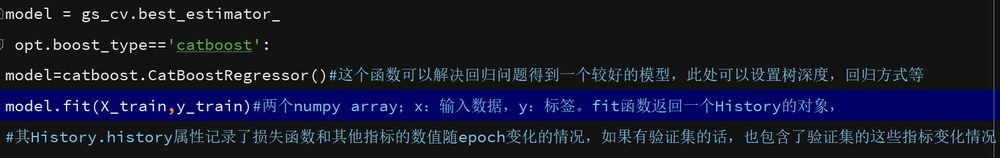 model = gs_cv.best_estimator_
opt.boost_type=='catboost':
model=catboost.CatBoostRegressor()#这个函数可以解决回归问题得到一个较好的模型，此处可以设置树深度，回归方式等
model.fit(X_train,y_train)#两个numpy array；x：输入数据，y：标签。fit函数返回一个History的对象，
#其History.history属性记录了损失函数和其他指标的数值随epoch变化的情况，如果有验证集的话，也包含了验证集的这些指标变化情况